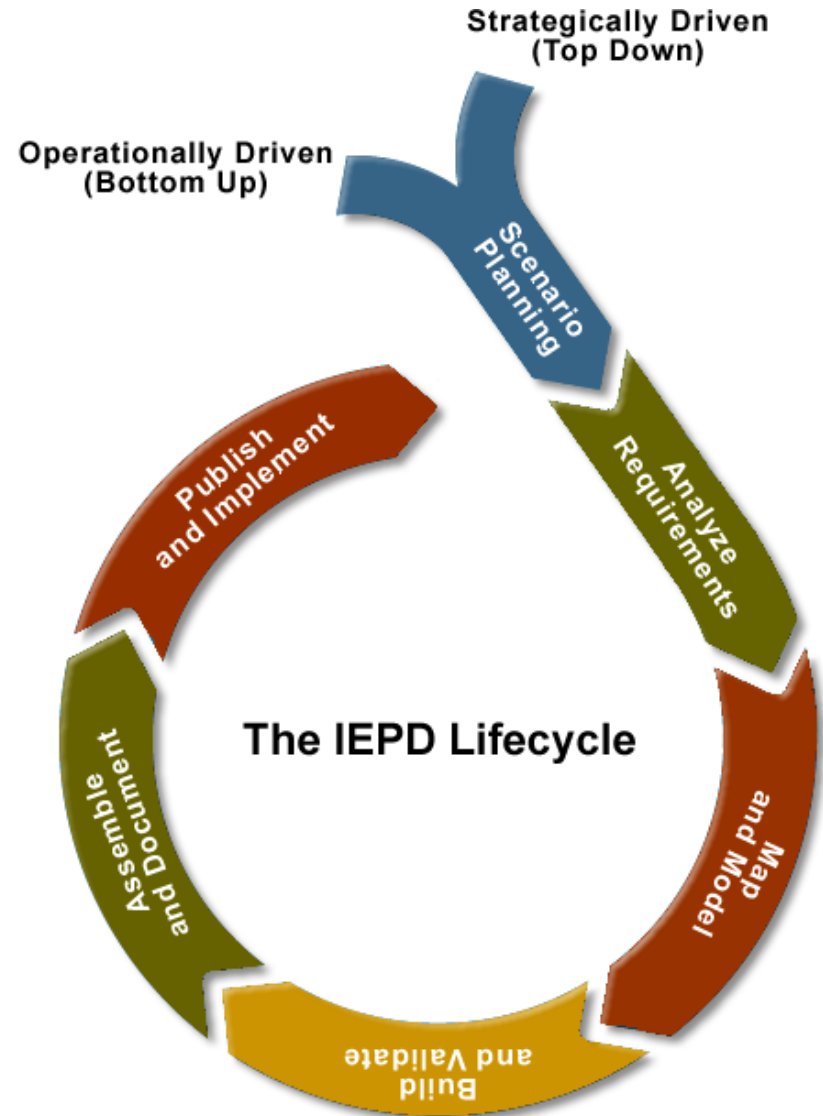 Strategically Driven
(Top Down)
Operationally Driven
(Bottom Up)
Scenario
Planning
Analyze
Requirements
Map
and Model
Build
and Validate
Assemble
and Document
Publish
and Implement
The IEPD Lifecycle